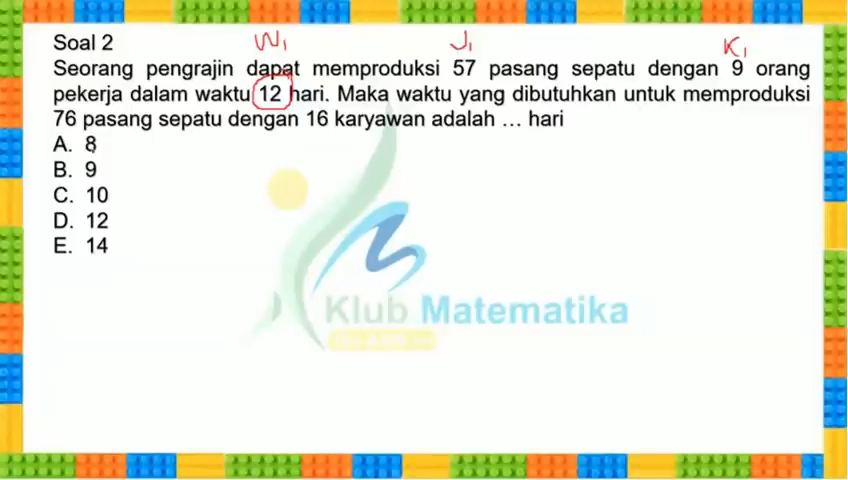 Soal 2
W₁ J₁ K₁
Seorang pengrajin dapat memproduksi 57 pasang sepatu dengan 9 orang
pekerja dalam waktu 12 hari. Maka waktu yang dibutuhkan untuk memproduksi
76 pasang sepatu dengan 16 karyawan adalah … hari
A. 8
B. 9
C. 10
D. 12
E. 14
Klub Matematika